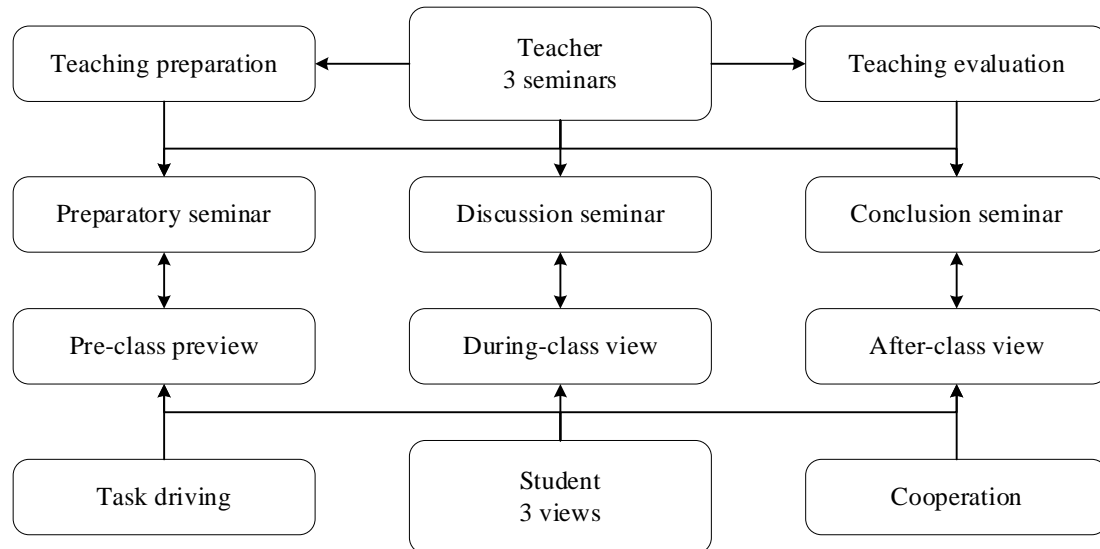 Teaching preparation
Teacher
3 seminars
Teaching evaluation
Preparatory seminar
Discussion seminar
Conclusion seminar
Pre-class preview
During-class view
After-class view
Task driving
Student
3 views
Cooperation